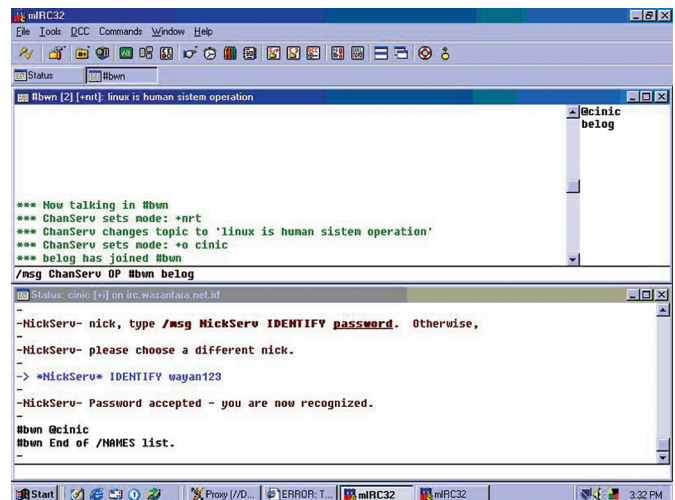 mIRC32
File Tools DCC Commands Window Help
Status #bwn
#bwn [2] [+nrt]: linux is human sistem operation
@cinic
belog
*** Now talking in #bwn
*** ChanServ sets mode: +nrt
*** ChanServ changes topic to 'linux is human sistem operation'
*** ChanServ sets mode: +o cinic
*** belog has joined #bwn
/msg ChanServ OP #bwn belog
Status: cinic [+i] on irc.wasantara.net.id
-
-NickServ- nick, type /msg NickServ IDENTIFY password. Otherwise,
-
-NickServ- please choose a different nick.
-
-> *NickServ* IDENTIFY wayan123
-
-NickServ- Password accepted - you are now recognized.
-
#bwn @cinic
#bwn End of /NAMES list.
-
Start Proxy (//D... ERROR: T... mIRC32 mIRC32 3:32 PM